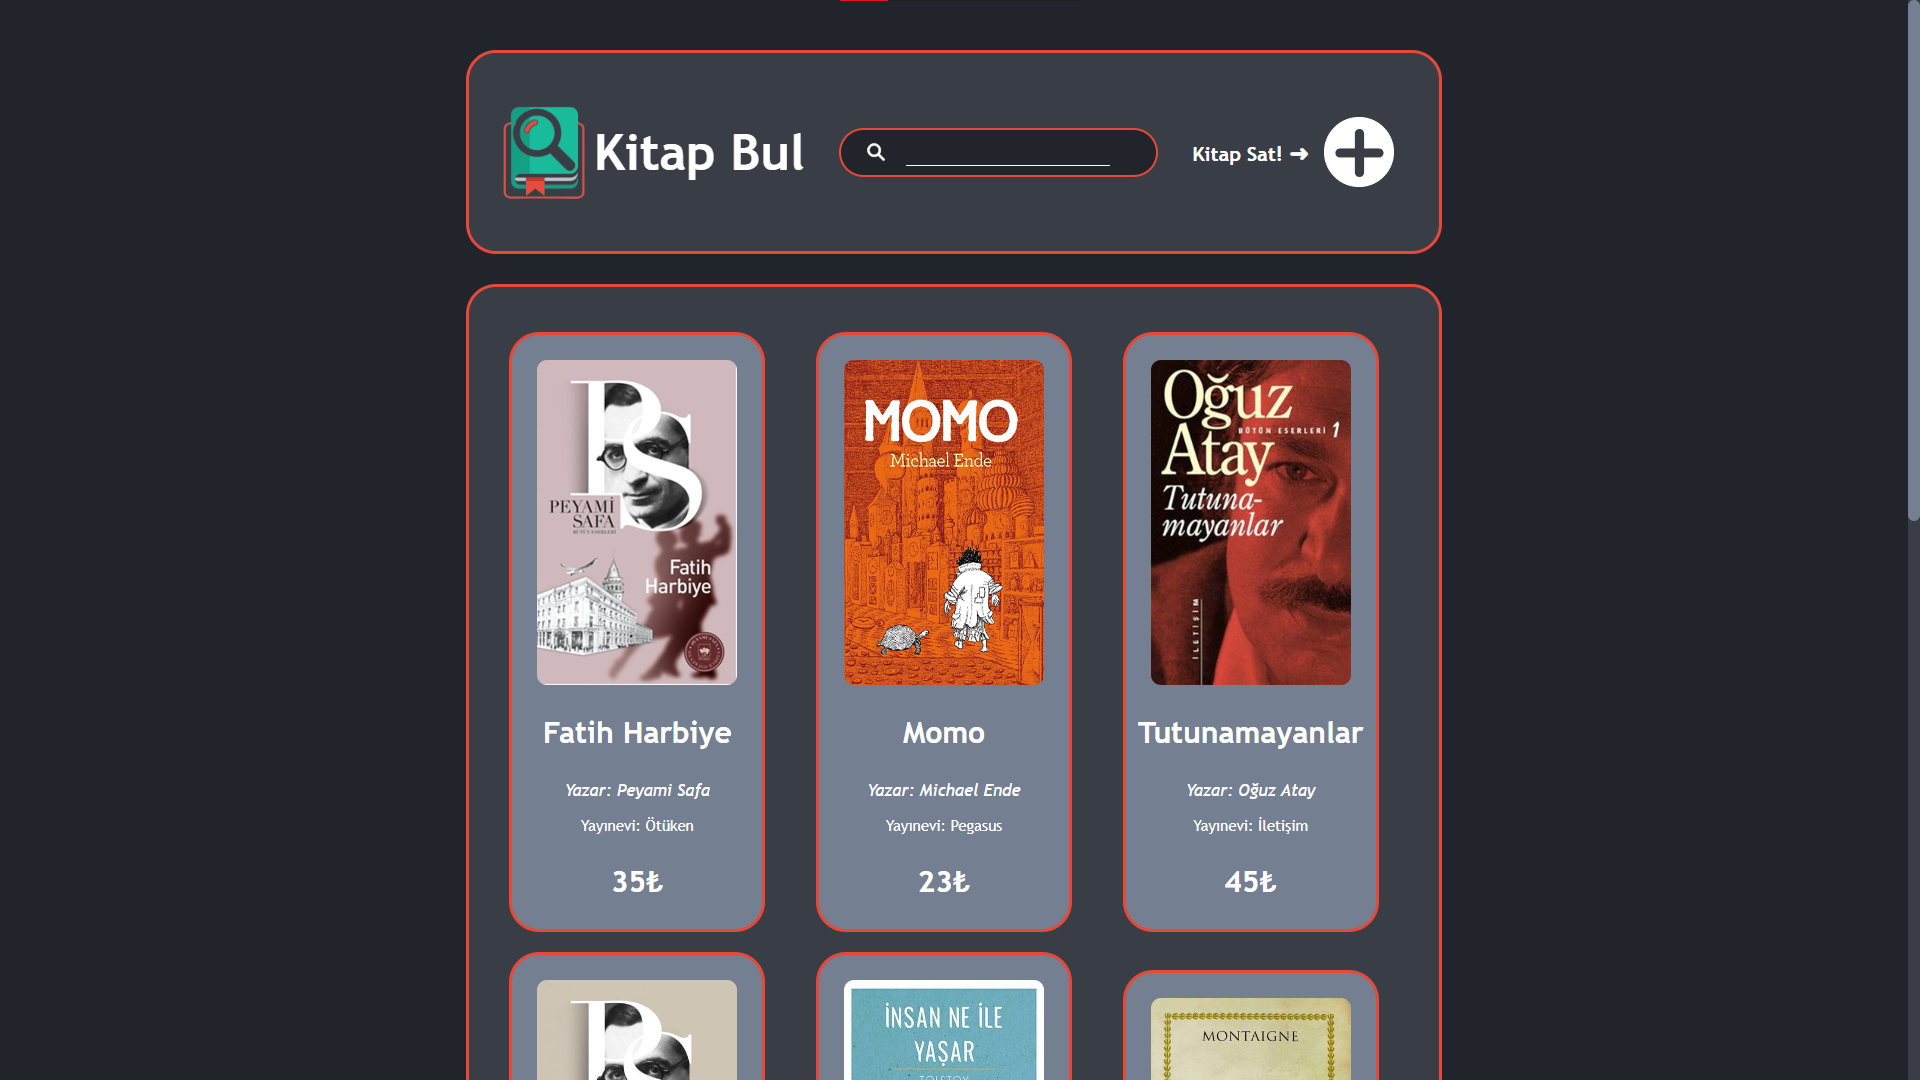 Kitap Bul
Kitap Sat! ➜
PEYAMİ
SAFA
BÜTÜN ESERLERİ
Fatih
Harbiye
MOMO
Michael Ende
Oğuz
BÜTÜN ESERLERİ 1
Atay
Tutuna-
mayanlar
İLETİŞİM
Fatih Harbiye
Momo
Tutunamayanlar
Yazar: Peyami Safa
Yazar: Michael Ende
Yazar: Oğuz Atay
Yayınevi: Ötüken
Yayınevi: Pegasus
Yayınevi: İletişim
35₺
23₺
45₺
İNSAN NE İLE
YAŞAR
TOLSTOY
MONTAIGNE